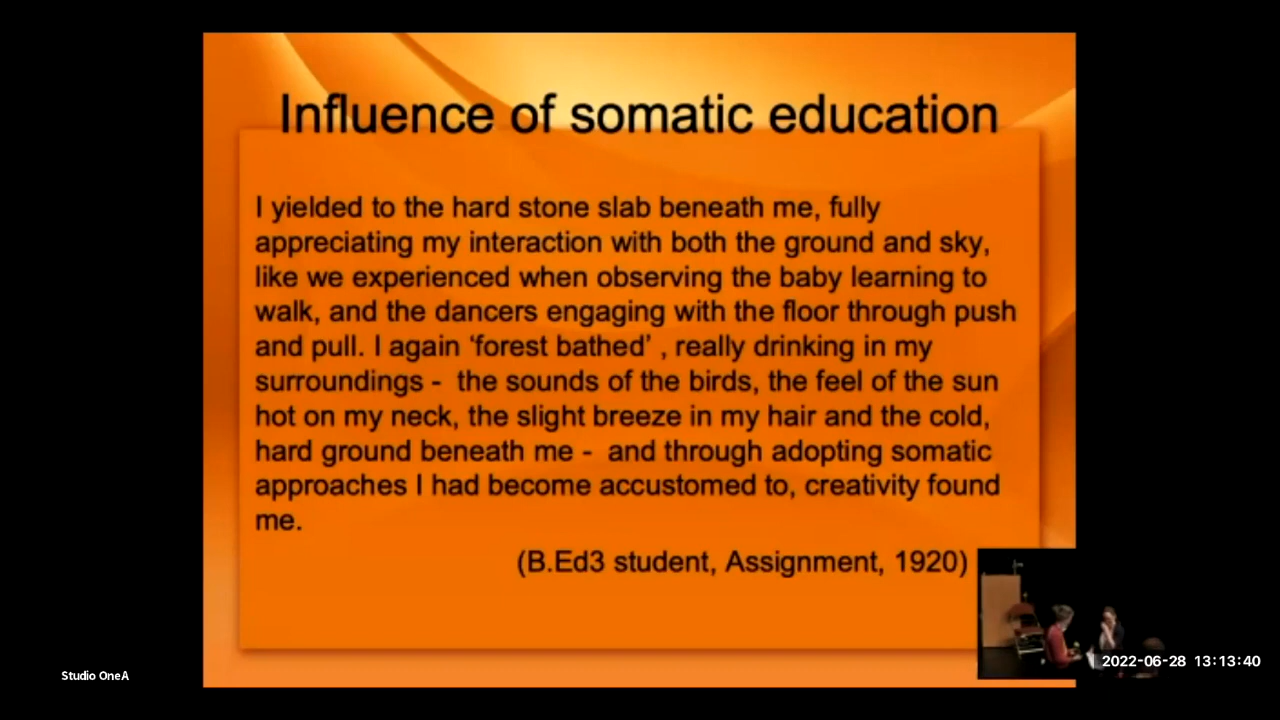 Influence of somatic education
I yielded to the hard stone slab beneath me, fully
appreciating my interaction with both the ground and sky,
like we experienced when observing the baby learning to
walk, and the dancers engaging with the floor through push
and pull. I again ‘forest bathed’ , really drinking in my
surroundings -  the sounds of the birds, the feel of the sun
hot on my neck, the slight breeze in my hair and the cold,
hard ground beneath me -  and through adopting somatic
approaches I had become accustomed to, creativity found
me.
(B.Ed3 student, Assignment, 1920)
Studio OneA
2022-06-28 13:13:40